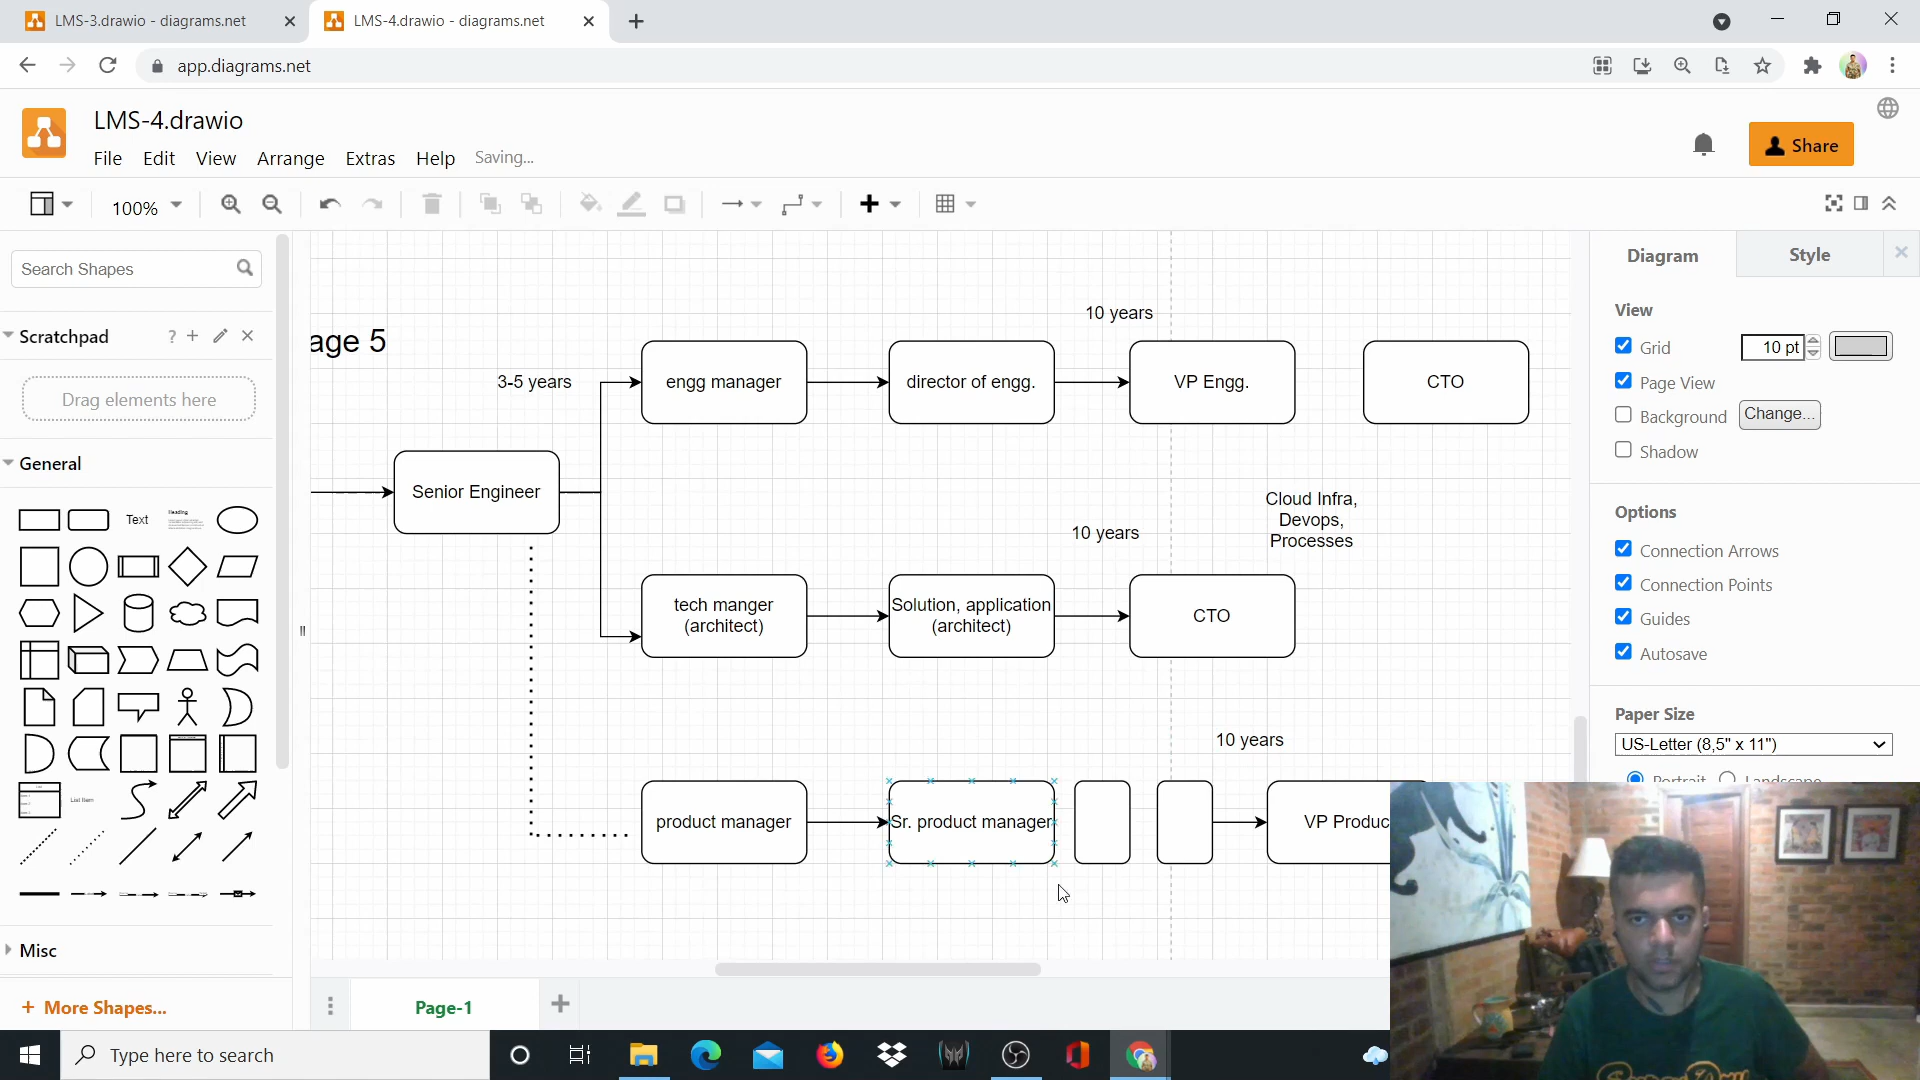 LMS-3.drawio - diagrams.net
LMS-4.drawio - diagrams.net
app.diagrams.net
LMS-4.drawio
File Edit View Arrange Extras Help Saving...
Share
100%
Search Shapes
Scratchpad
?
Drag elements here
General
Text
Heading
List Item
Misc
+ More Shapes...
age 5
3-5 years
10 years
engg manager
director of engg.
VP Engg.
CTO
Senior Engineer
10 years
Cloud Infra,
Devops,
Processes
tech manger
(architect)
Solution, application
(architect)
CTO
10 years
product manager
Sr. product manager
VP Produc
Page-1
Diagram
Style
View
Grid
10 pt
Page View
Background
Change...
Shadow
Options
Connection Arrows
Connection Points
Guides
Autosave
Paper Size
US-Letter (8,5" x 11")
Portrait Landscape
Type here to search